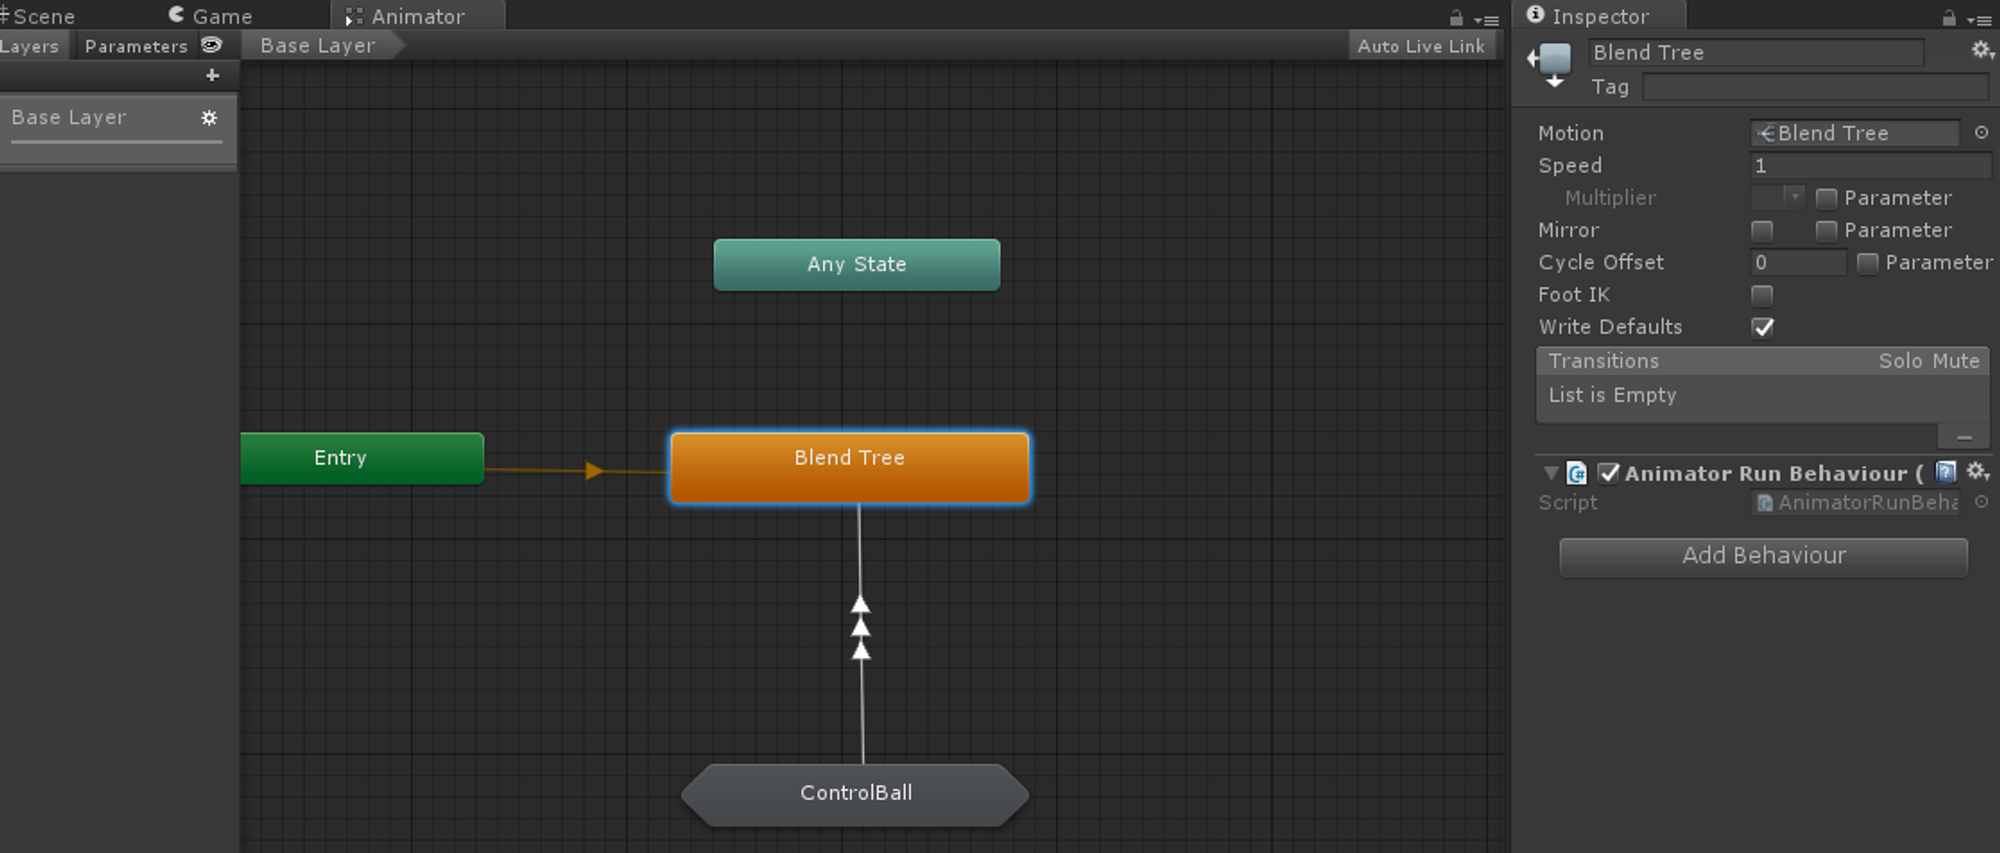 Scene
Game
Animator
Layers
Parameters
Base Layer
Auto Live Link
+
Base Layer
Any State
Entry
Blend Tree
ControlBall
Inspector
Blend Tree
Tag
Motion
Blend Tree
Speed
1
Multiplier
Parameter
Mirror
Parameter
Cycle Offset
0
Parameter
Foot IK
Write Defaults
Transitions
Solo Mute
List is Empty
Animator Run Behaviour (
Script
AnimatorRunBeha
Add Behaviour